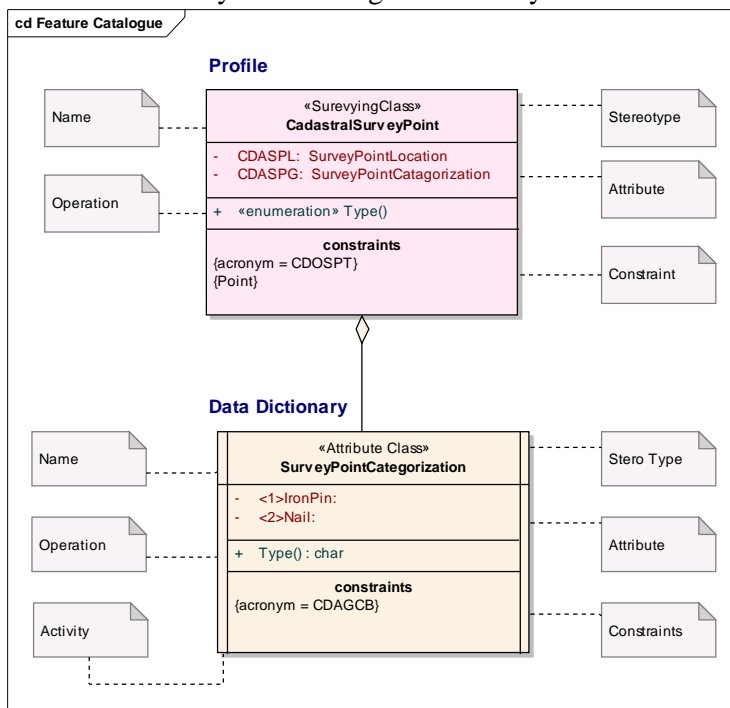 cd Feature Catalogue
Profile
Name
Operation
«SurevyingClass»
CadastralSurveyPoint
- CDASPL: SurveyPointLocation
- CDASPG: SurveyPointCatagorization
+ «enumeration» Type()
constraints
{acronym = CDOSPT}
{Point}
Stereotype
Attribute
Constraint
Data Dictionary
Name
Operation
Activity
«Attribute Class»
SurveyPointCategorization
- <1>IronPin:
- <2>Nail:
+ Type() : char
constraints
{acronym = CDAGCB}
Stero Type
Attribute
Constraints